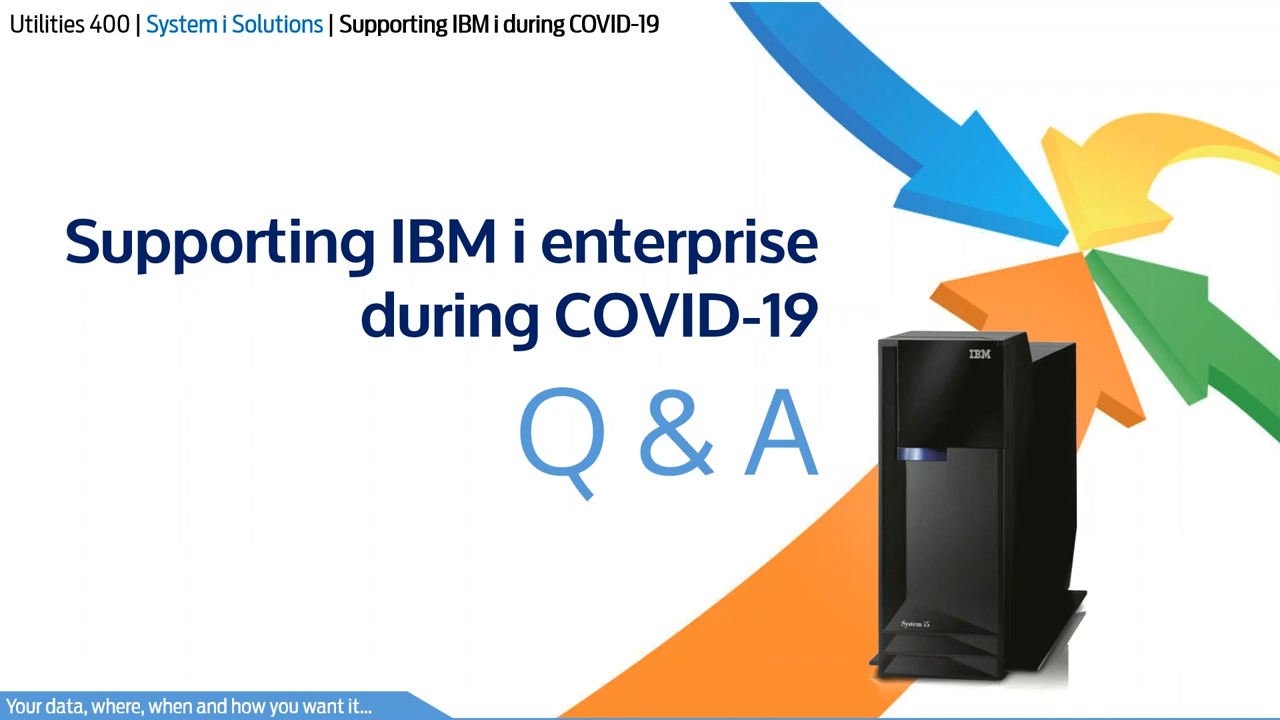 Utilities 400 | System i Solutions | Supporting IBM i during COVID-19
Supporting IBM i enterprise
during COVID-19
Q & A
IBM
System i5
Your data, where, when and how you want it...